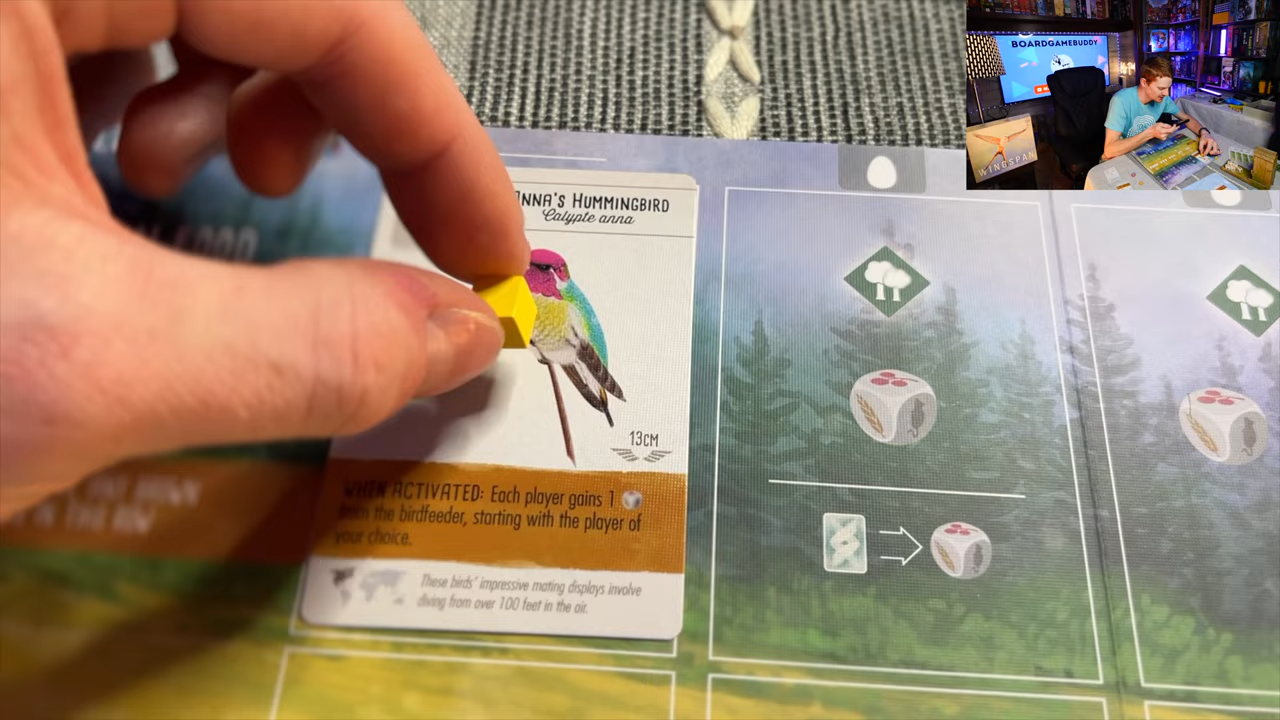 BOARDGAMEBUDDY
WINGSPAN
ANNA'S HUMMINGBIRD
Calypte anna
13CM
WHEN ACTIVATED: Each player gains 1
from the birdfeeder, starting with the player of
your choice.
These birds' impressive mating displays involve
diving from over 100 feet in the air.